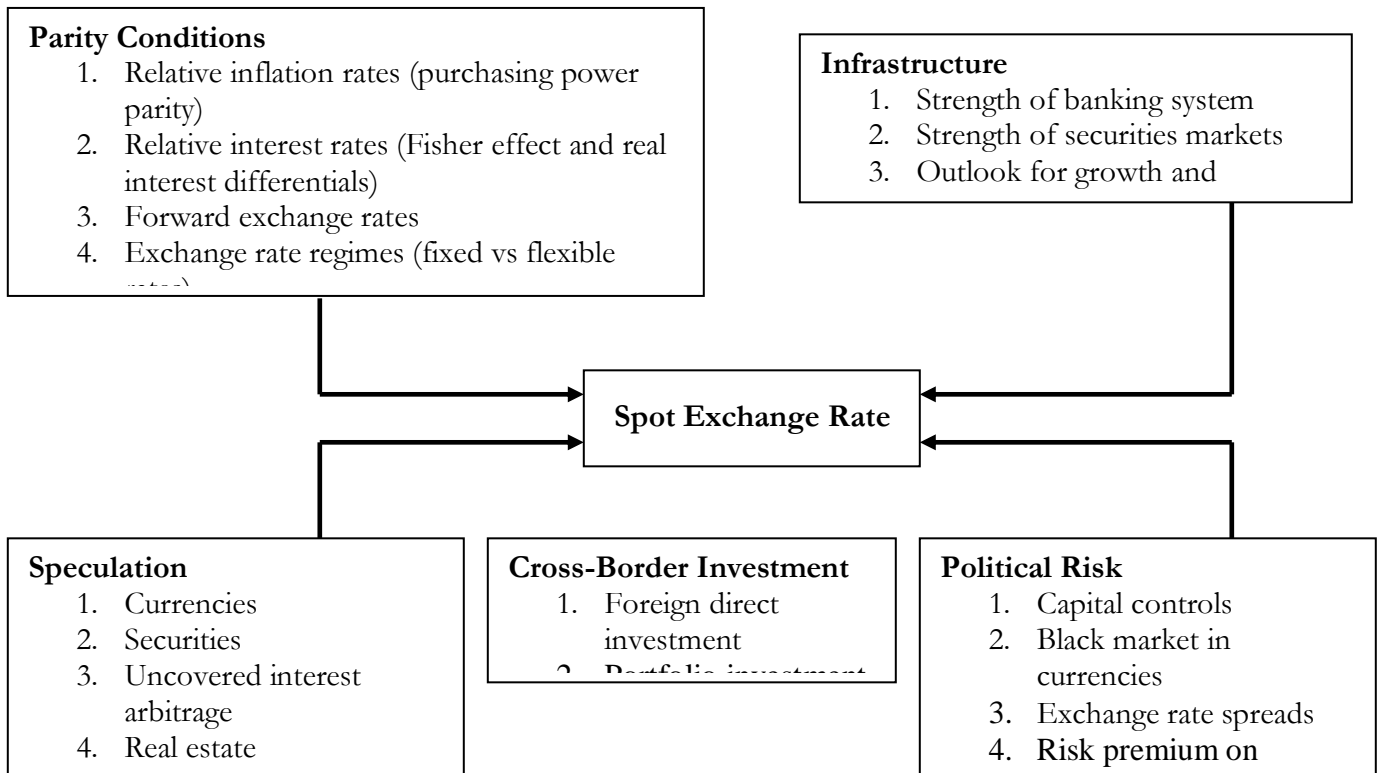 Parity Conditions
1. Relative inflation rates (purchasing power
parity)
2. Relative interest rates (Fisher effect and real
interest differentials)
3. Forward exchange rates
4. Exchange rate regimes (fixed vs flexible
Infrastructure
1. Strength of banking system
2. Strength of securities markets
3. Outlook for growth and
Spot Exchange Rate
Speculation
1. Currencies
2. Securities
3. Uncovered interest
arbitrage
4. Real estate
Cross-Border Investment
1. Foreign direct
investment
2. Portfolio investment
Political Risk
1. Capital controls
2. Black market in
currencies
3. Exchange rate spreads
4. Risk premium on